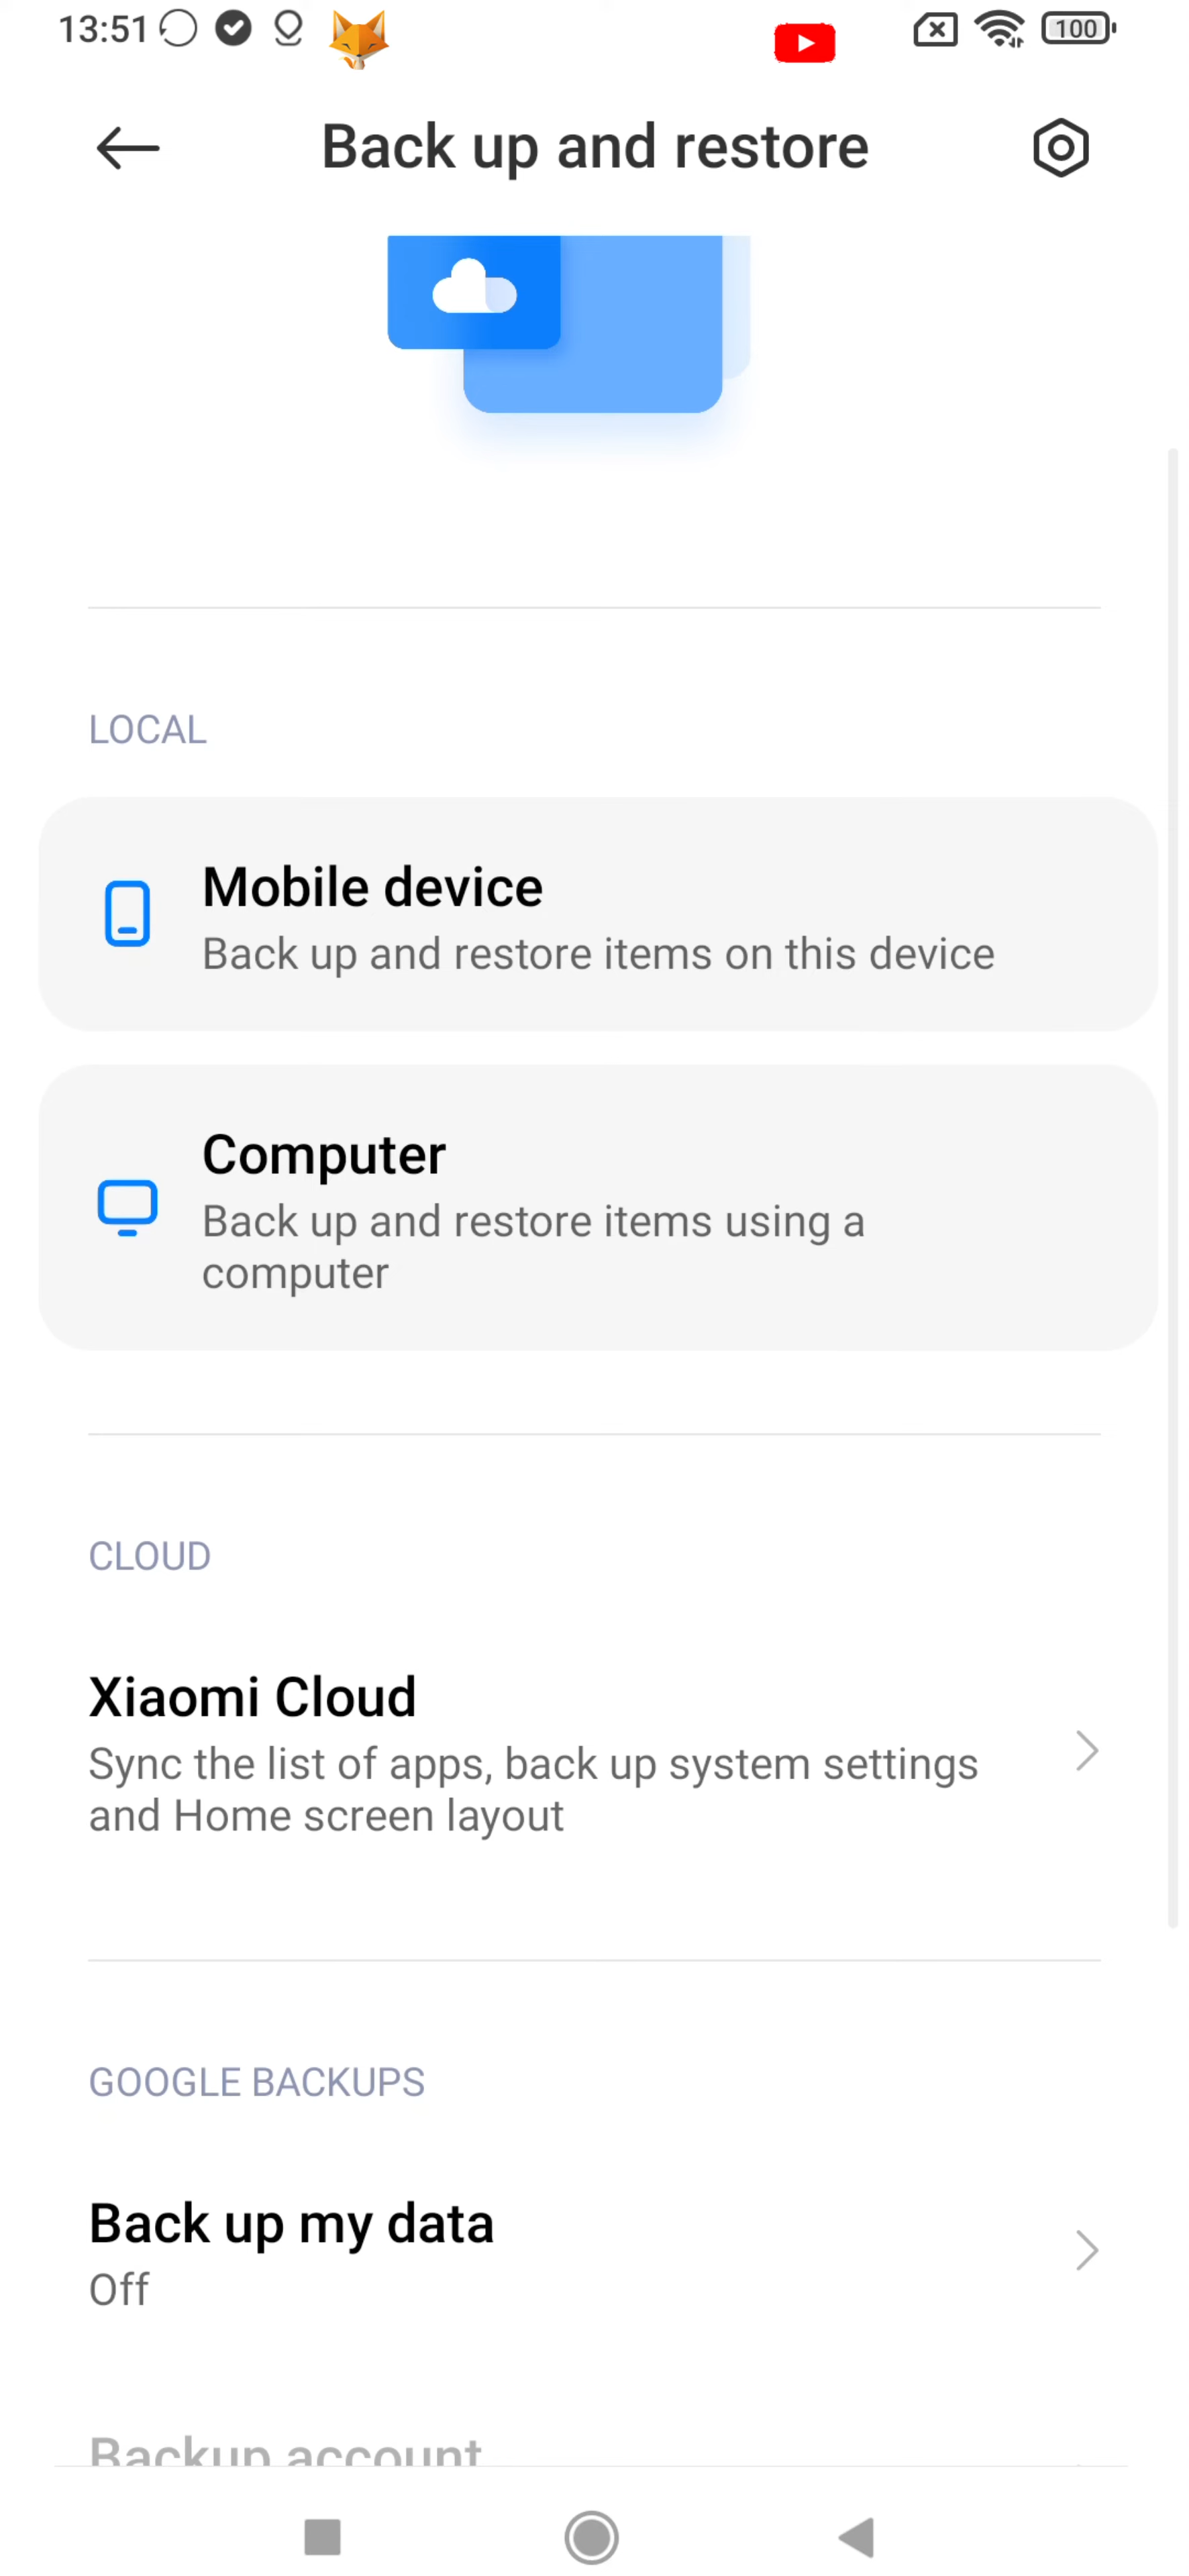 13:51
100
Back up and restore
LOCAL
Mobile device
Back up and restore items on this device
Computer
Back up and restore items using a
computer
CLOUD
Xiaomi Cloud
Sync the list of apps, back up system settings
and Home screen layout
GOOGLE BACKUPS
Back up my data
Off
Backup account